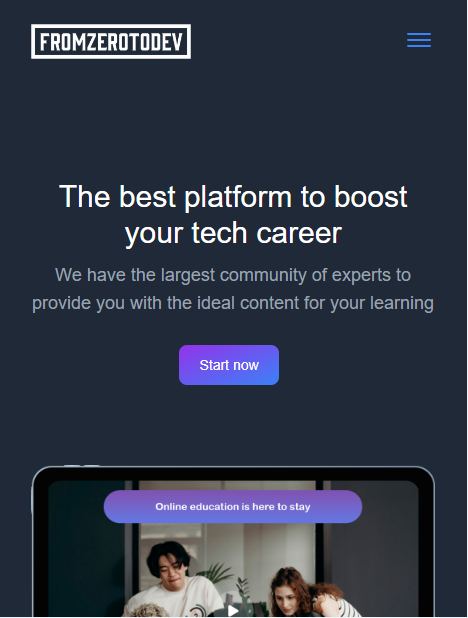 FROMZEROTODEV
The best platform to boost
your tech career
We have the largest community of experts to
provide you with the ideal content for your learning
Start now
Online education is here to stay